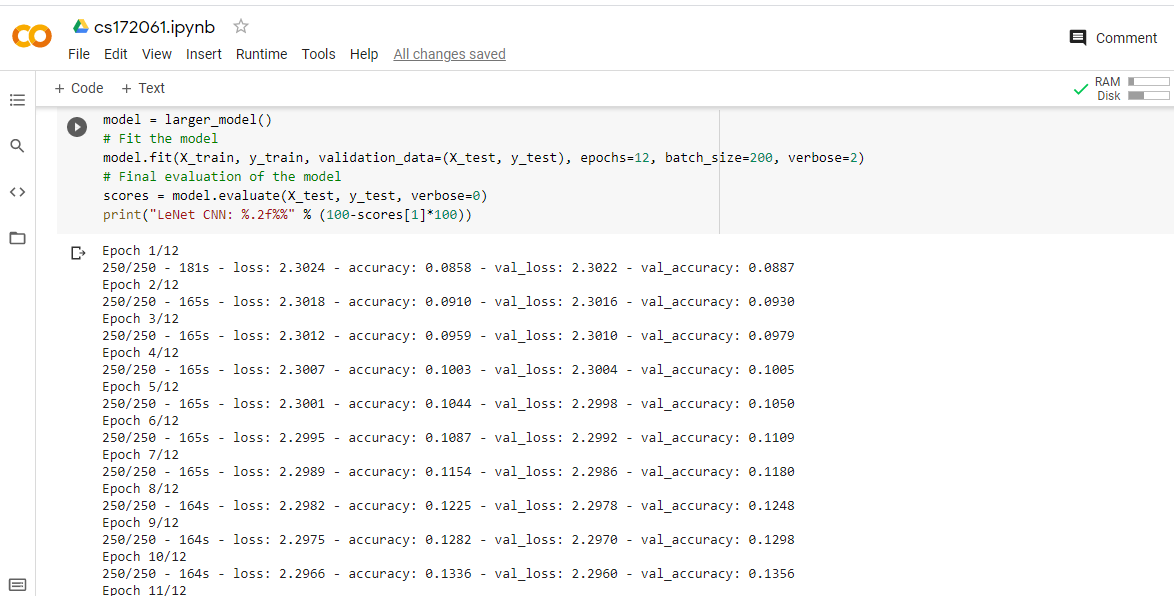 cs172061.ipynb
File Edit View Insert Runtime Tools Help All changes saved
Comment
+ Code + Text
RAM
Disk
model = larger_model()
# Fit the model
model.fit(X_train, y_train, validation_data=(X_test, y_test), epochs=12, batch_size=200, verbose=2)
# Final evaluation of the model
scores = model.evaluate(X_test, y_test, verbose=0)
print("LeNet CNN: %.2f%%" % (100-scores[1]*100))
Epoch 1/12
250/250 - 181s - loss: 2.3024 - accuracy: 0.0858 - val_loss: 2.3022 - val_accuracy: 0.0887
Epoch 2/12
250/250 - 165s - loss: 2.3018 - accuracy: 0.0910 - val_loss: 2.3016 - val_accuracy: 0.0930
Epoch 3/12
250/250 - 165s - loss: 2.3012 - accuracy: 0.0959 - val_loss: 2.3010 - val_accuracy: 0.0979
Epoch 4/12
250/250 - 165s - loss: 2.3007 - accuracy: 0.1003 - val_loss: 2.3004 - val_accuracy: 0.1005
Epoch 5/12
250/250 - 165s - loss: 2.3001 - accuracy: 0.1044 - val_loss: 2.2998 - val_accuracy: 0.1050
Epoch 6/12
250/250 - 165s - loss: 2.2995 - accuracy: 0.1087 - val_loss: 2.2992 - val_accuracy: 0.1109
Epoch 7/12
250/250 - 165s - loss: 2.2989 - accuracy: 0.1154 - val_loss: 2.2986 - val_accuracy: 0.1180
Epoch 8/12
250/250 - 164s - loss: 2.2982 - accuracy: 0.1225 - val_loss: 2.2978 - val_accuracy: 0.1248
Epoch 9/12
250/250 - 164s - loss: 2.2975 - accuracy: 0.1282 - val_loss: 2.2970 - val_accuracy: 0.1298
Epoch 10/12
250/250 - 164s - loss: 2.2966 - accuracy: 0.1336 - val_loss: 2.2960 - val_accuracy: 0.1356
Epoch 11/12